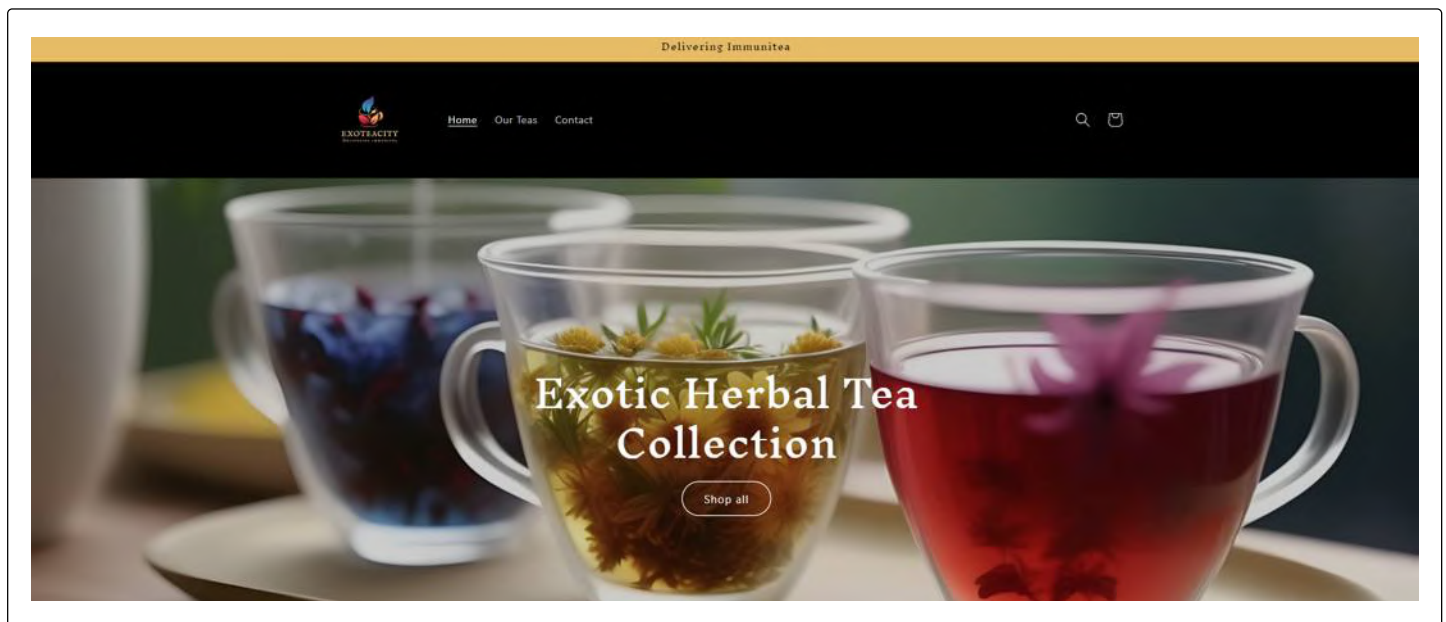 Delivering Immunitea
EXOTEACITY
Home Our Teas Contact
Exotic Herbal Tea
Collection
Shop all